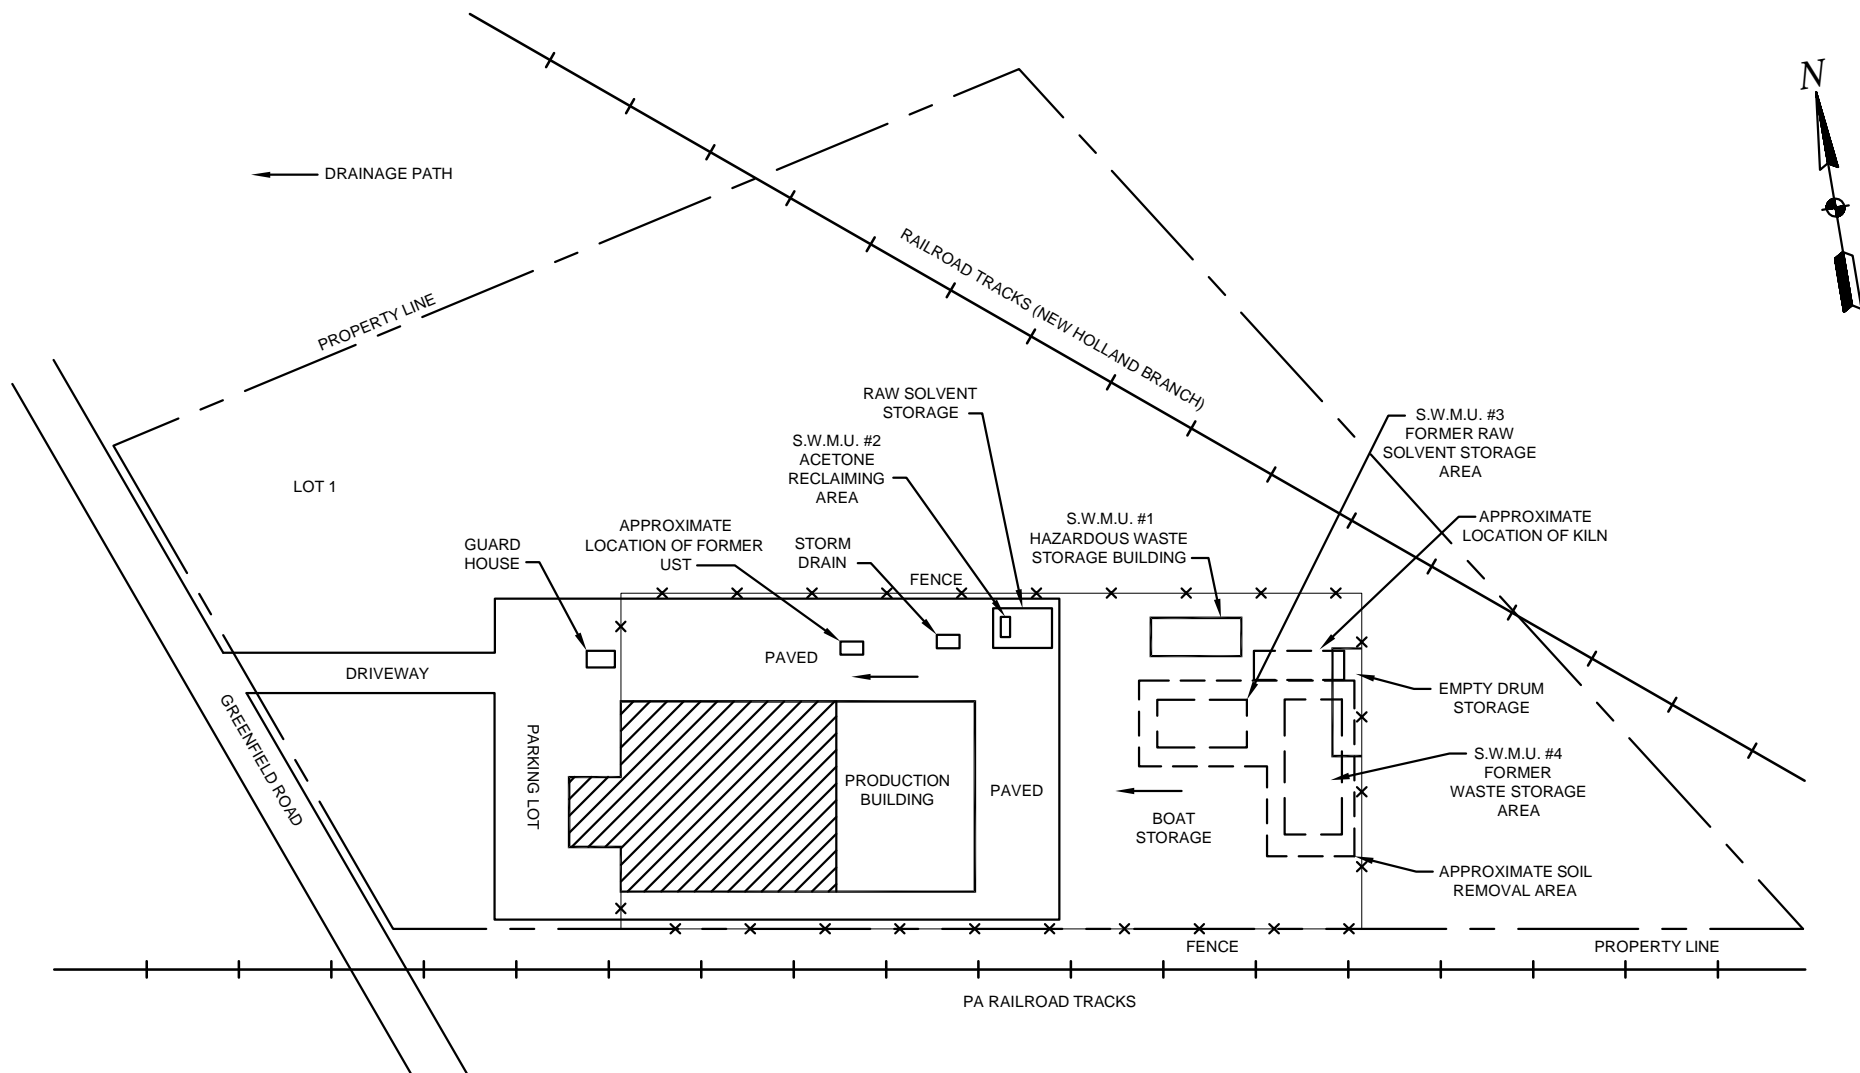 N
DRAINAGE PATH
PROPERTY LINE
RAILROAD TRACKS (NEW HOLLAND BRANCH)
RAW SOLVENT
STORAGE
S.W.M.U. #2
ACETONE
RECLAIMING
AREA
S.W.M.U. #3
FORMER RAW
SOLVENT STORAGE
AREA
LOT 1
GUARD
HOUSE
APPROXIMATE
LOCATION OF FORMER
UST
STORM
DRAIN
FENCE
S.W.M.U. #1
HAZARDOUS WASTE
STORAGE BUILDING
APPROXIMATE
LOCATION OF KILN
DRIVEWAY
PAVED
EMPTY DRUM
STORAGE
GREENFIELD ROAD
PARKING LOT
PRODUCTION
BUILDING
PAVED
BOAT
STORAGE
S.W.M.U. #4
FORMER
WASTE STORAGE
AREA
APPROXIMATE SOIL
REMOVAL AREA
FENCE
PROPERTY LINE
PA RAILROAD TRACKS